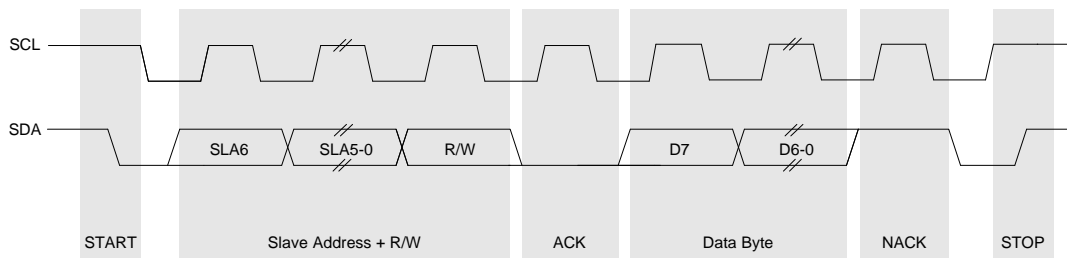 SCL
SDA
SLA6 SLA5-0 R/W D7 D6-0
START Slave Address + R/W ACK Data Byte NACK STOP